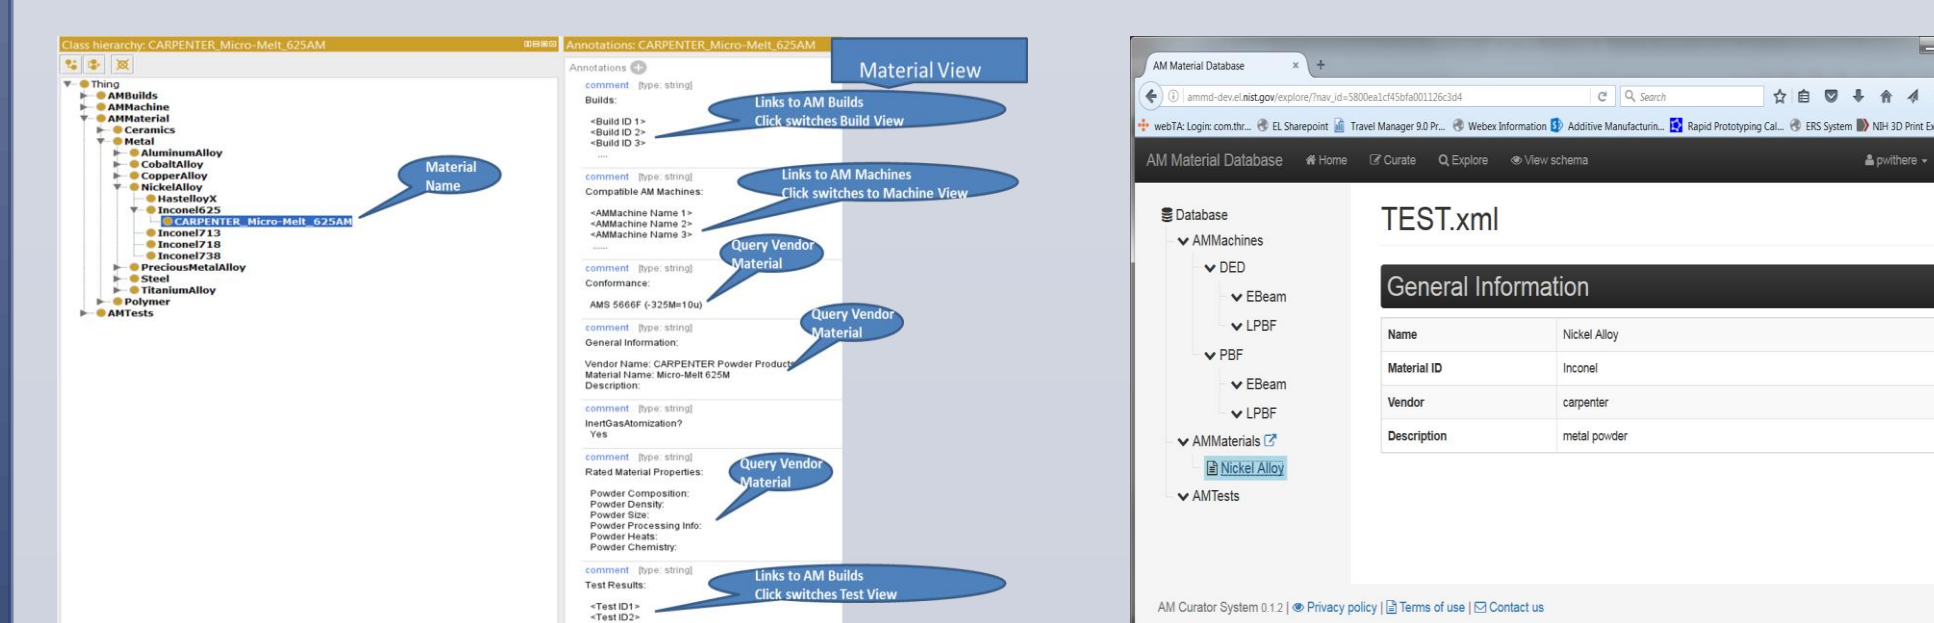 Class hierarchy: CARPENTER_Micro-Melt_625AM
Thing
AMBuilds
AMMachine
AMMaterial
Ceramics
Metal
AluminumAlloy
CobaltAlloy
CopperAlloy
NickelAlloy
HastelloyX
Inconel625
CARPENTER_Micro-Melt_625AM
Inconel713
Inconel718
Inconel738
PreciousMetalAlloy
Steel
TitaniumAlloy
Polymer
AMTests
Material
Name
Annotations: CARPENTER_Micro-Melt_625AM
Material View
Annotations
comment [type: string]
Builds:
<Build ID 1>
<Build ID 2>
<Build ID 3>
....
Links to AM Builds
Click switches Build View
comment [type: string]
Compatible AM Machines:
<AMMachine Name 1>
<AMMachine Name 2>
<AMMachine Name 3>
......
Links to AM Machines
Click switches to Machine View
Query Vendor
Material
comment [type: string]
Conformance:
AMS 5666F (-325M=10u)
comment [type: string]
General Information:
Vendor Name: CARPENTER Powder Products
Material Name: Micro-Melt 625M
Description:
Query Vendor
Material
comment [type: string]
InertGasAtomization?
Yes
comment [type: string]
Rated Material Properties:
Powder Composition:
Powder Density:
Powder Size:
Powder Processing Info:
Powder Heats:
Powder Chemistry:
Query Vendor
Material
comment [type: string]
Test Results:
<Test ID1>
<Test ID2>
Links to AM Builds
Click switches Test View
AM Material Database × +
ammd-dev.el.nist.gov/explore/?nav_id=5800ea1cf45bfa001126c3d4
Search
webTA: Login: com.thr... EL Sharepoint Travel Manager 9.0 Pr... Webex Information Additive Manufacturin... Rapid Prototyping Cal... ERS System NIH 3D Print Ex
AM Material Database Home Curate Explore View schema pwithere
Database
AMMachines
DED
EBeam
LPBF
PBF
EBeam
LPBF
AMMaterials
Nickel Alloy
AMTests
TEST.xml
General Information
Name Nickel Alloy
Material ID Inconel
Vendor carpenter
Description metal powder
AM Curator System 0.1.2 | Privacy policy | Terms of use | Contact us